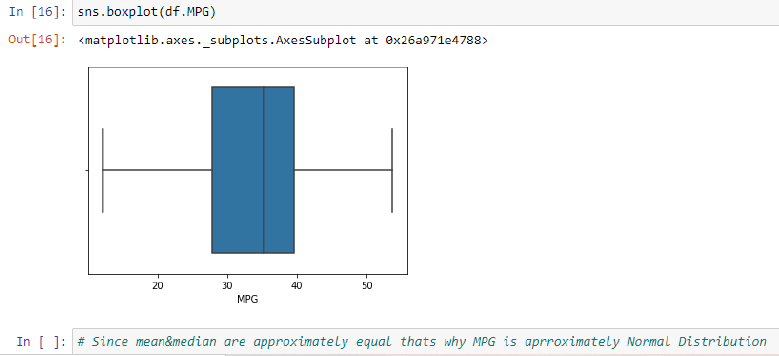 In [16]: sns.boxplot(df.MPG)
Out[16]: <matplotlib.axes._subplots.AxesSubplot at 0x26a971e4788>
20 30 40 50
MPG
In [ ]: # Since mean&median are approximately equal thats why MPG is aprroximately Normal Distribution